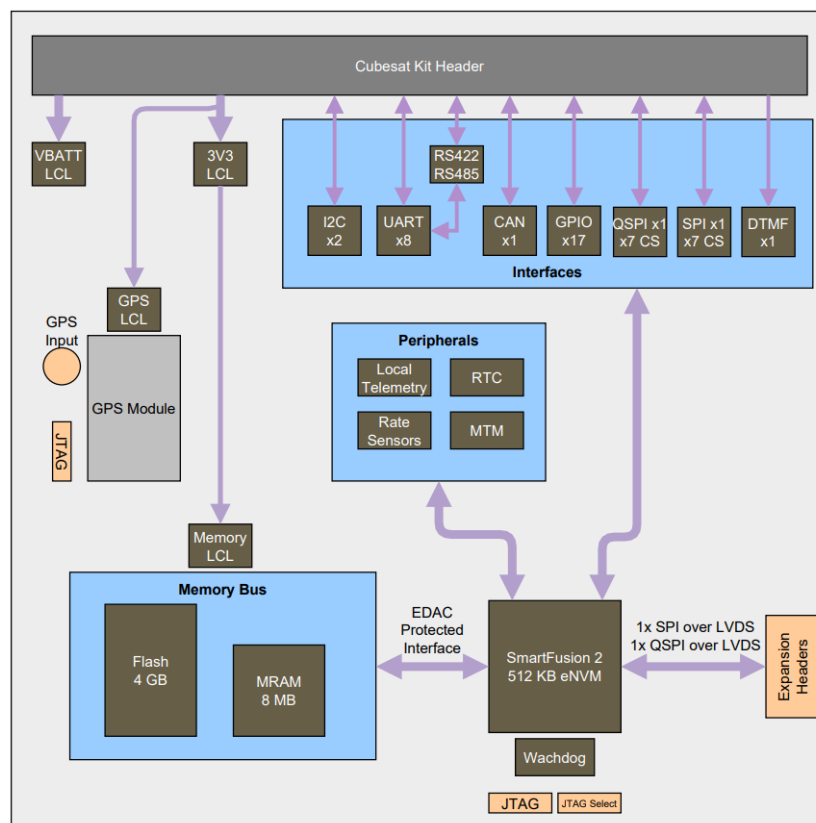 Cubesat Kit Header
VBATT
LCL
3V3
LCL
RS422
RS485
I2C
x2
UART
x8
CAN
x1
GPIO
x17
QSPI x1
x7 CS
SPI x1
x7 CS
DTMF
x1
Interfaces
GPS
LCL
GPS
Input
GPS Module
JTAG
Peripherals
Local
Telemetry
RTC
Rate
Sensors
MTM
Memory
LCL
Memory Bus
Flash
4 GB
MRAM
8 MB
EDAC
Protected
Interface
SmartFusion 2
512 KB eNVM
1x SPI over LVDS
1x QSPI over LVDS
Expansion
Headers
Wachdog
JTAG
JTAG Select